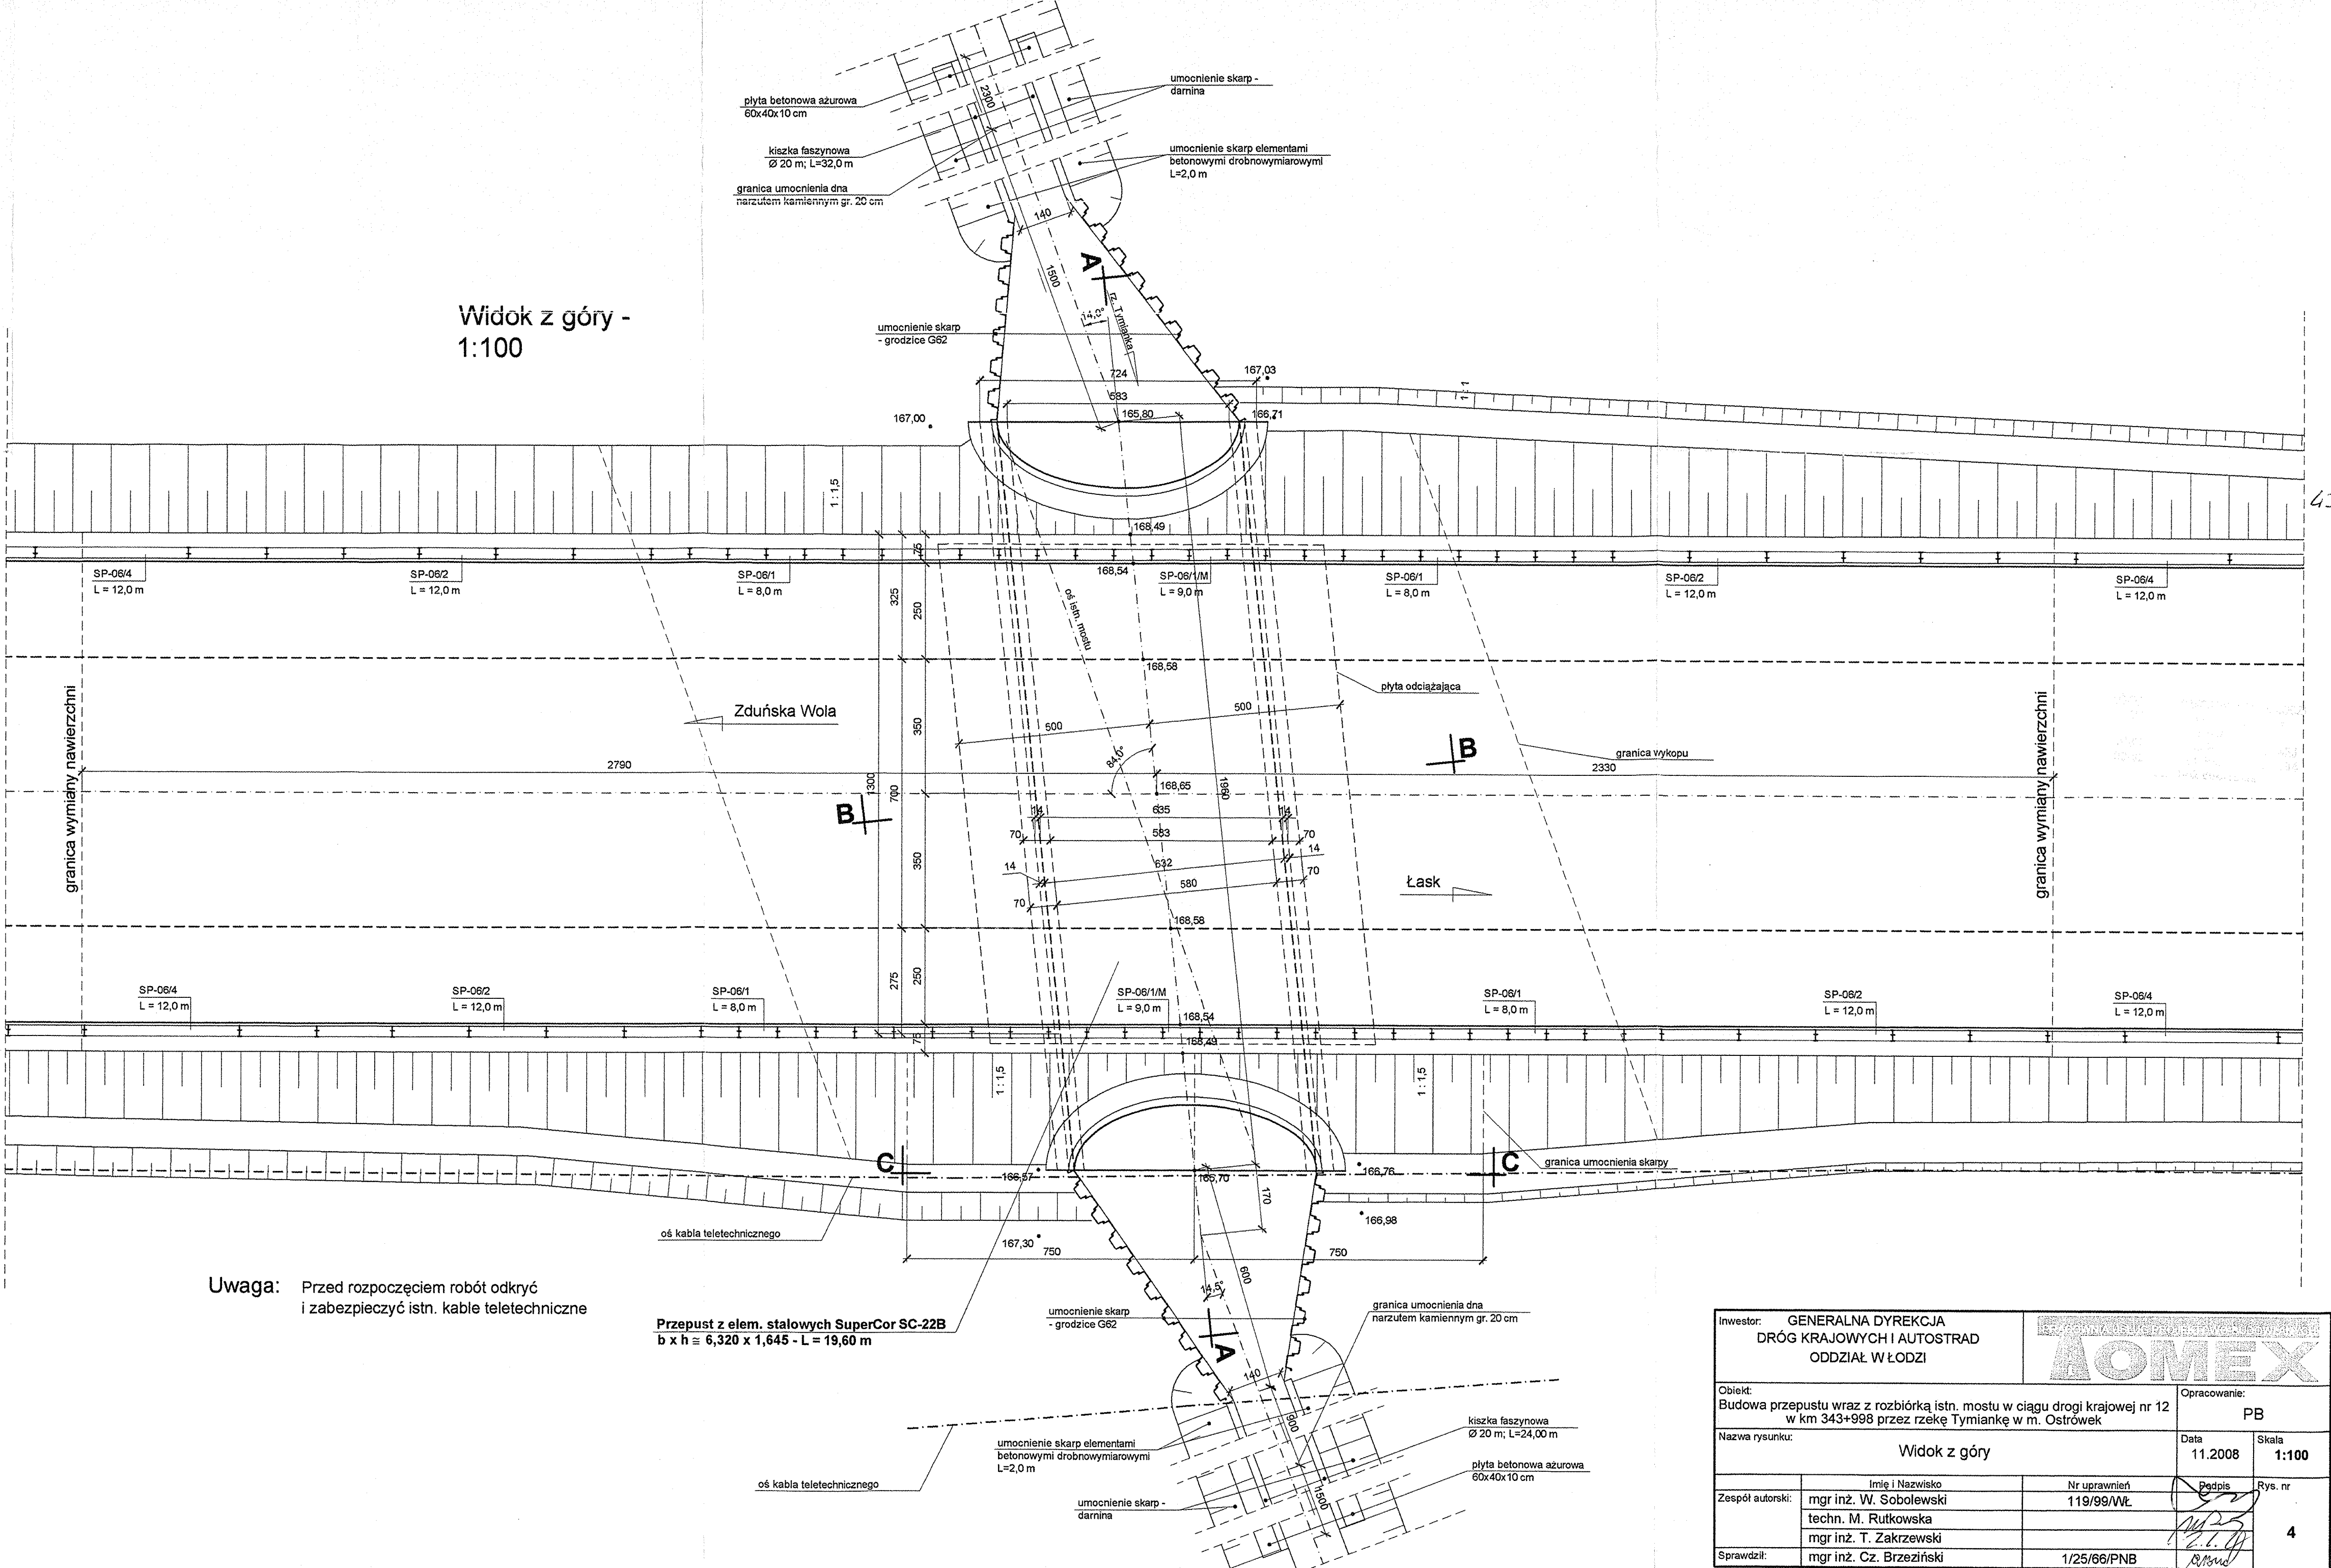 płyta betonowa ażurowa
60x40x10 cm
umocnienie skarp -
darnina
2300
kiszka faszynowa
Ø 20 m; L=32,0 m
umocnienie skarp elementami
betonowymi drobnowymiarowymi
L=2,0 m
granica umocnienia dna
narzutem kamiennym gr. 20 cm
140
A
1500
rz. Tymianka
Widok z góry -
1:100
umocnienie skarp
- grodzice G62
724
167,03
1:1
583
167,00
165,80
166,71
1:1,5
43
168,49
75
168,54
SP-06/4
L = 12,0 m
SP-06/2
L = 12,0 m
SP-06/1
L = 8,0 m
SP-06/1/M
L = 9,0 m
SP-06/1
L = 8,0 m
SP-06/2
L = 12,0 m
SP-06/4
L = 12,0 m
325
250
oś istn. mostu
168,58
płyta odciążająca
granica wymiany nawierzchni
Zduńska Wola
350
500
500
84,0°
B
granica wykopu
2790
2330
granica wymiany nawierzchni
1300
700
168,65
1960
B
14
635
14
70
583
70
350
14
632
14
70
580
70
Łask
168,58
275
250
SP-06/4
L = 12,0 m
SP-06/2
L = 12,0 m
SP-06/1
L = 8,0 m
SP-06/1/M
L = 9,0 m
SP-06/1
L = 8,0 m
SP-06/2
L = 12,0 m
SP-06/4
L = 12,0 m
168,54
75
168,49
1:1,5
1:1,5
C
C
granica umocnienia skarpy
166,57
165,70
166,76
170
oś kabla teletechnicznego
167,30
166,98
750
750
600
14,5°
Uwaga: Przed rozpoczęciem robót odkryć
i zabezpieczyć istn. kable teletechniczne
Przepust z elem. stalowych SuperCor SC-22B
b x h ≅ 6,320 x 1,645 - L = 19,60 m
umocnienie skarp
- grodzice G62
granica umocnienia dna
narzutem kamiennym gr. 20 cm
A
140
900
kiszka faszynowa
Ø 20 m; L=24,00 m
umocnienie skarp elementami
betonowymi drobnowymiarowymi
L=2,0 m
płyta betonowa ażurowa
60x40x10 cm
oś kabla teletechnicznego
1500
umocnienie skarp -
darnina
Inwestor: GENERALNA DYREKCJA
DRÓG KRAJOWYCH I AUTOSTRAD
ODDZIAŁ W ŁODZI
AOMEX
Obiekt:
Budowa przepustu wraz z rozbiórką istn. mostu w ciągu drogi krajowej nr 12
w km 343+998 przez rzekę Tymiankę w m. Ostrówek
Opracowanie:
PB
Nazwa rysunku:
Widok z góry
Data
11.2008
Skala
1:100
Imię i Nazwisko
Nr uprawnień
Podpis
Rys. nr
Zespół autorski:
mgr inż. W. Sobolewski
119/99/WŁ
techn. M. Rutkowska
mgr inż. T. Zakrzewski
4
Sprawdził:
mgr inż. Cz. Brzeziński
1/25/66/PNB